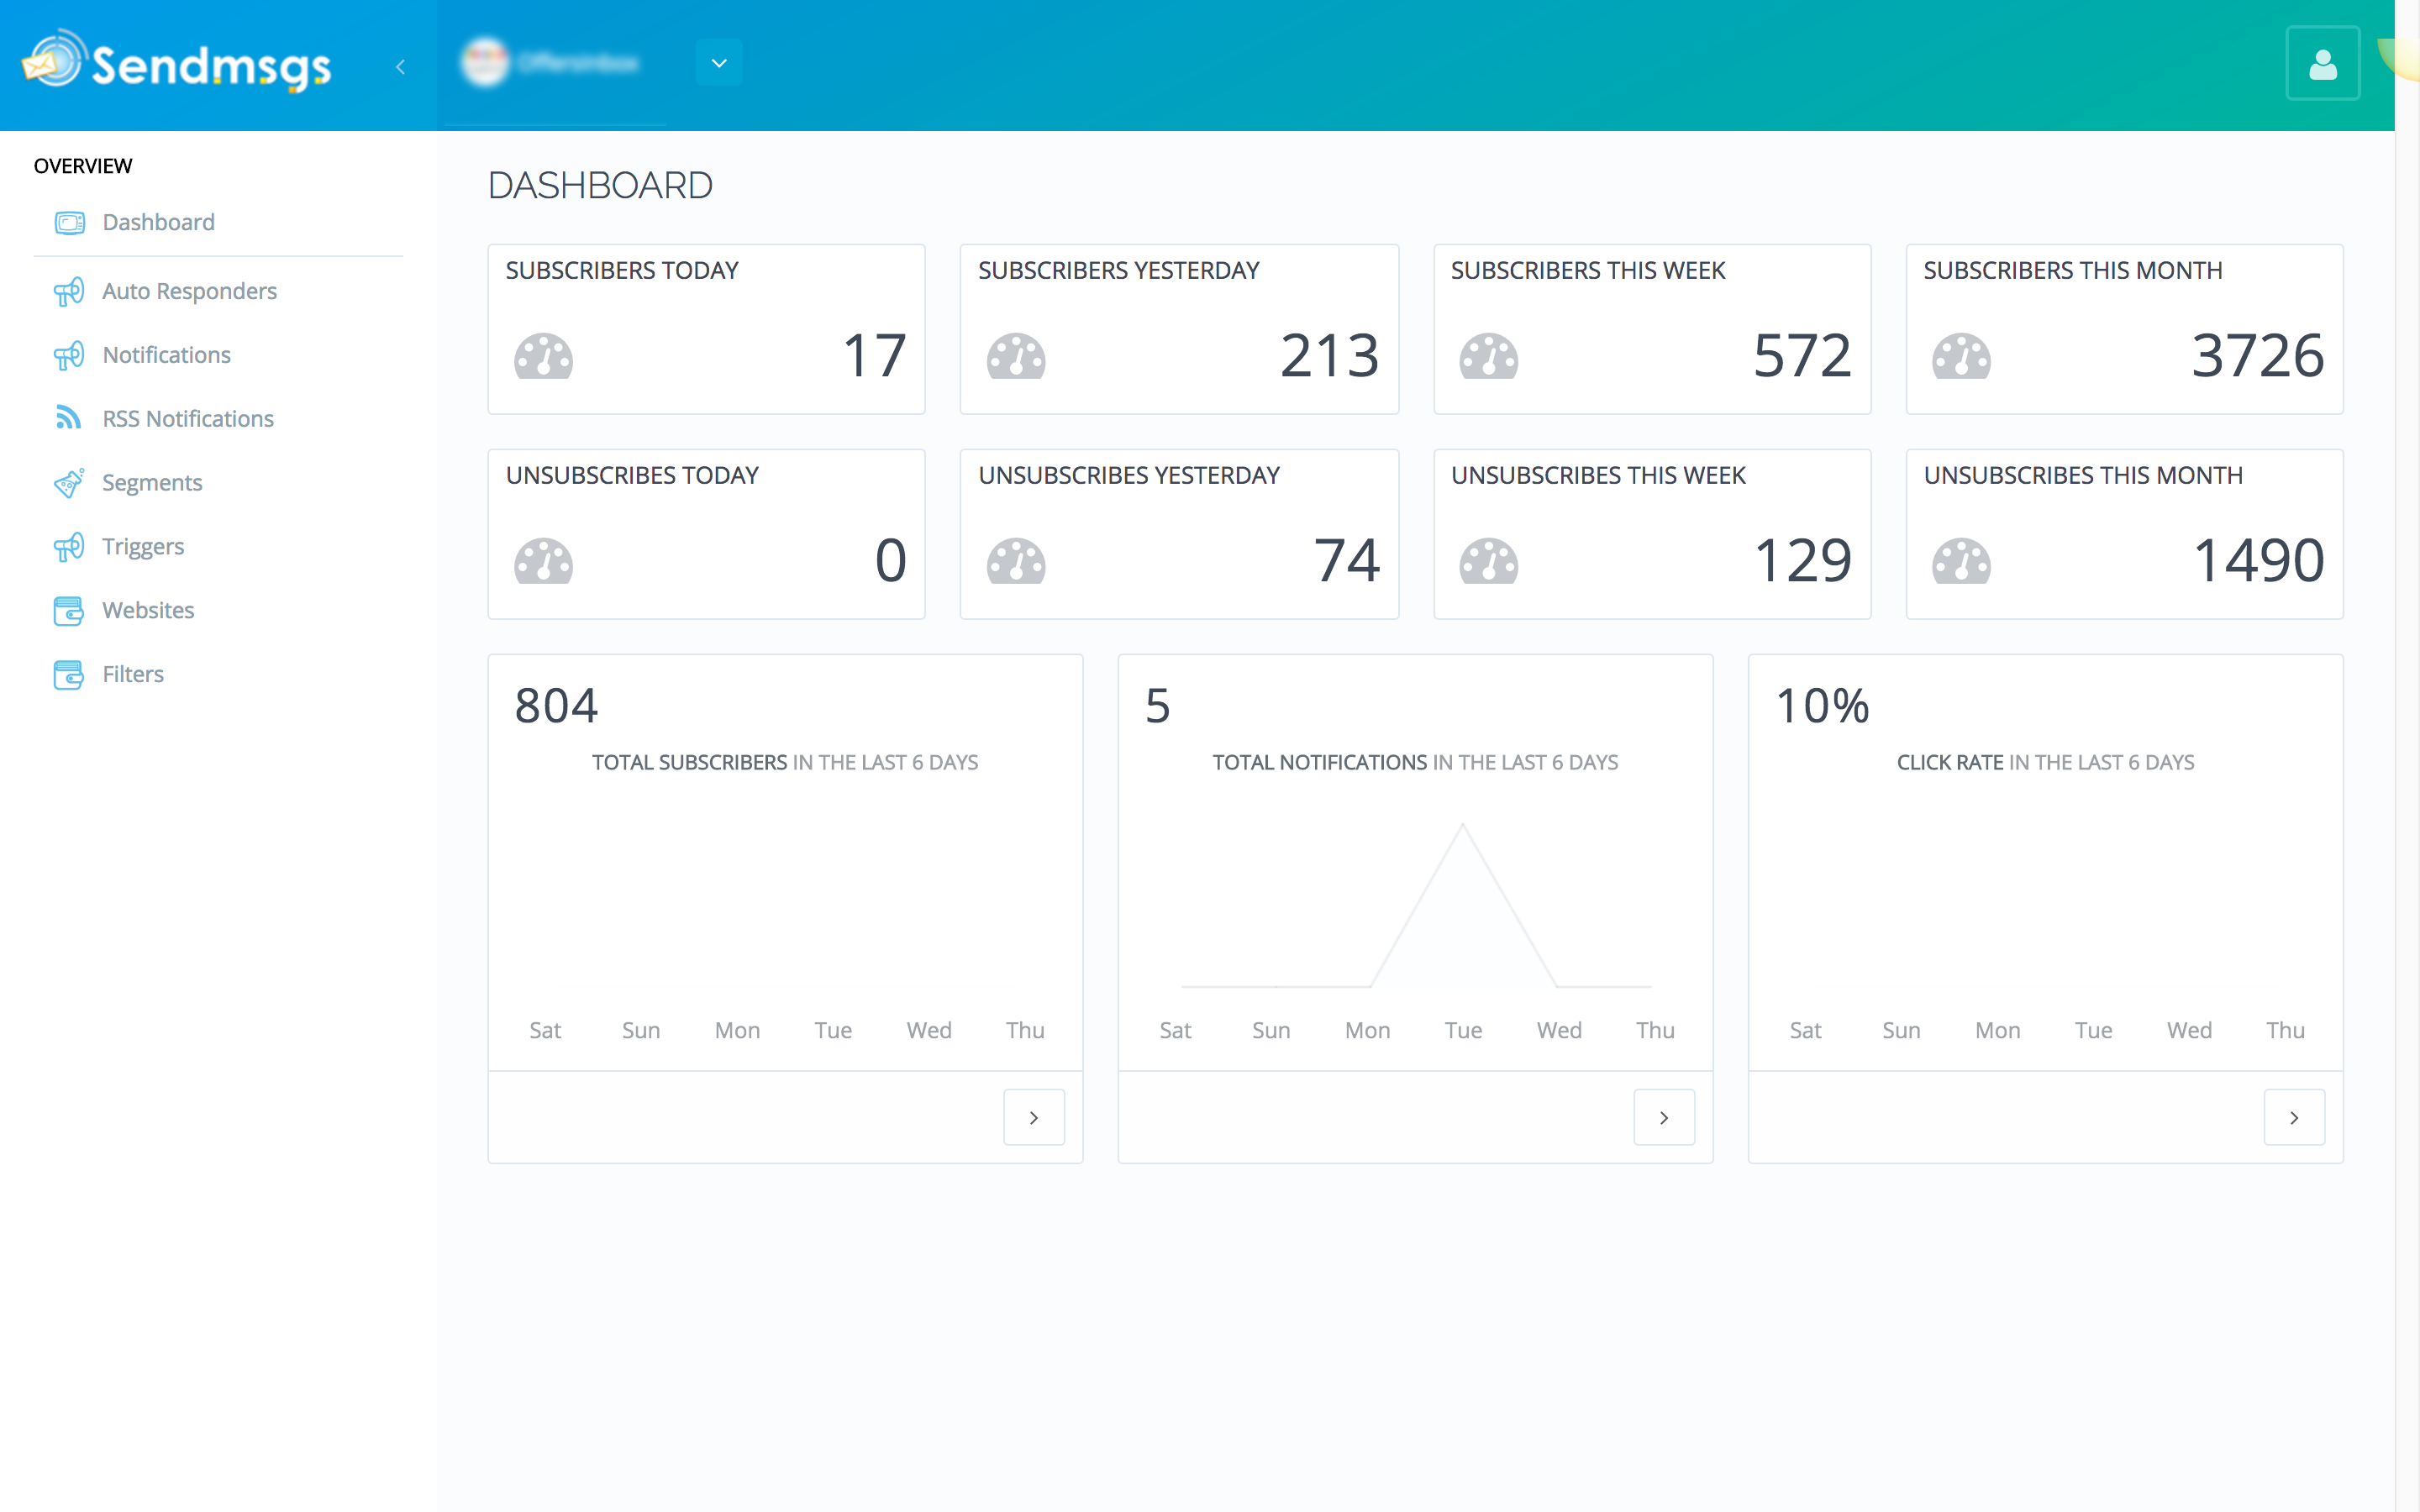 Sendmsgs
OVERVIEW
Dashboard
Auto Responders
Notifications
RSS Notifications
Segments
Triggers
Websites
Filters
DASHBOARD
SUBSCRIBERS TODAY
17
SUBSCRIBERS YESTERDAY
213
SUBSCRIBERS THIS WEEK
572
SUBSCRIBERS THIS MONTH
3726
UNSUBSCRIBES TODAY
0
UNSUBSCRIBES YESTERDAY
74
UNSUBSCRIBES THIS WEEK
129
UNSUBSCRIBES THIS MONTH
1490
804
TOTAL SUBSCRIBERS IN THE LAST 6 DAYS
Sat Sun Mon Tue Wed Thu
5
TOTAL NOTIFICATIONS IN THE LAST 6 DAYS
Sat Sun Mon Tue Wed Thu
10%
CLICK RATE IN THE LAST 6 DAYS
Sat Sun Mon Tue Wed Thu